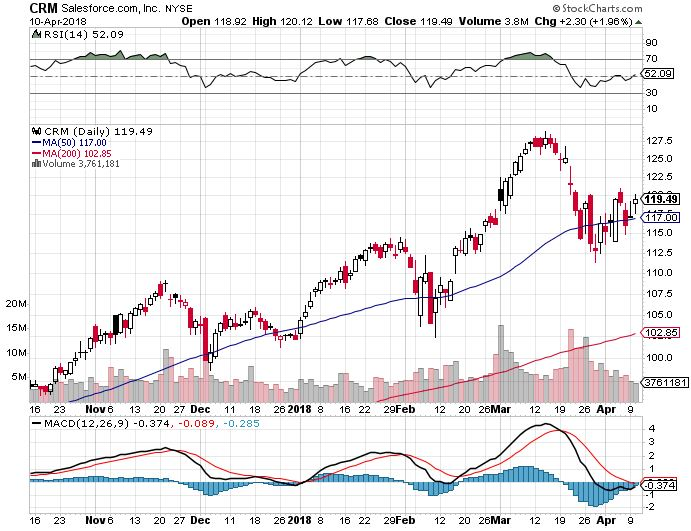 CRM Salesforce.com, Inc. NYSE © StockCharts.com
10-Apr-2018 Open 118.92 High 120.12 Low 117.68 Close 119.49 Volume 3.8M Chg +2.30 (+1.96%)
RSI(14) 52.09
90
70
52.09
30
10
CRM (Daily) 119.49
MA(50) 117.00
MA(200) 102.85
Volume 3,761,181
127.5
125.0
122.5
119.49
117.00
115.0
112.5
110.0
107.5
20M 105.0
15M
102.85
10M 100.0
5M
3761181
16 23 Nov 6 13 20 27 Dec 11 18 26 2018 8 16 22 29 Feb 12 20 26 Mar 12 19 26 Apr 9
MACD(12,26,9) -0.374, -0.089, -0.285
4
3
2
1
-0.374
-1
-2
16 23 Nov 6 13 20 27 Dec 11 18 26 2018 8 16 22 29 Feb 12 20 26 Mar 12 19 26 Apr 9